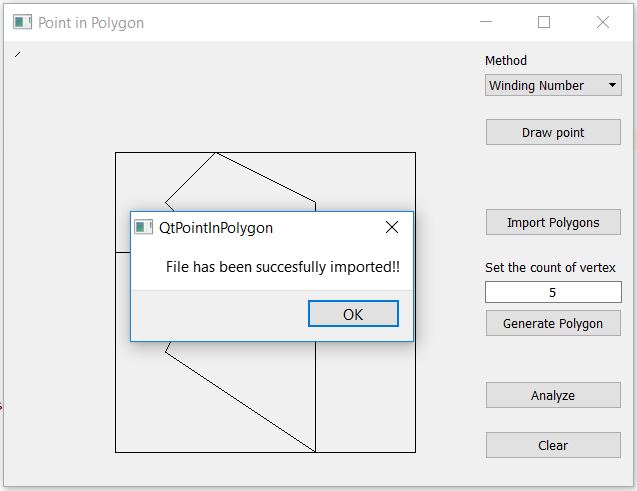 Point in Polygon
Method
Winding Number
Draw point
Import Polygons
QtPointInPolygon
File has been succesfully imported!!
Set the count of vertex
5
OK
Generate Polygon
Analyze
Clear